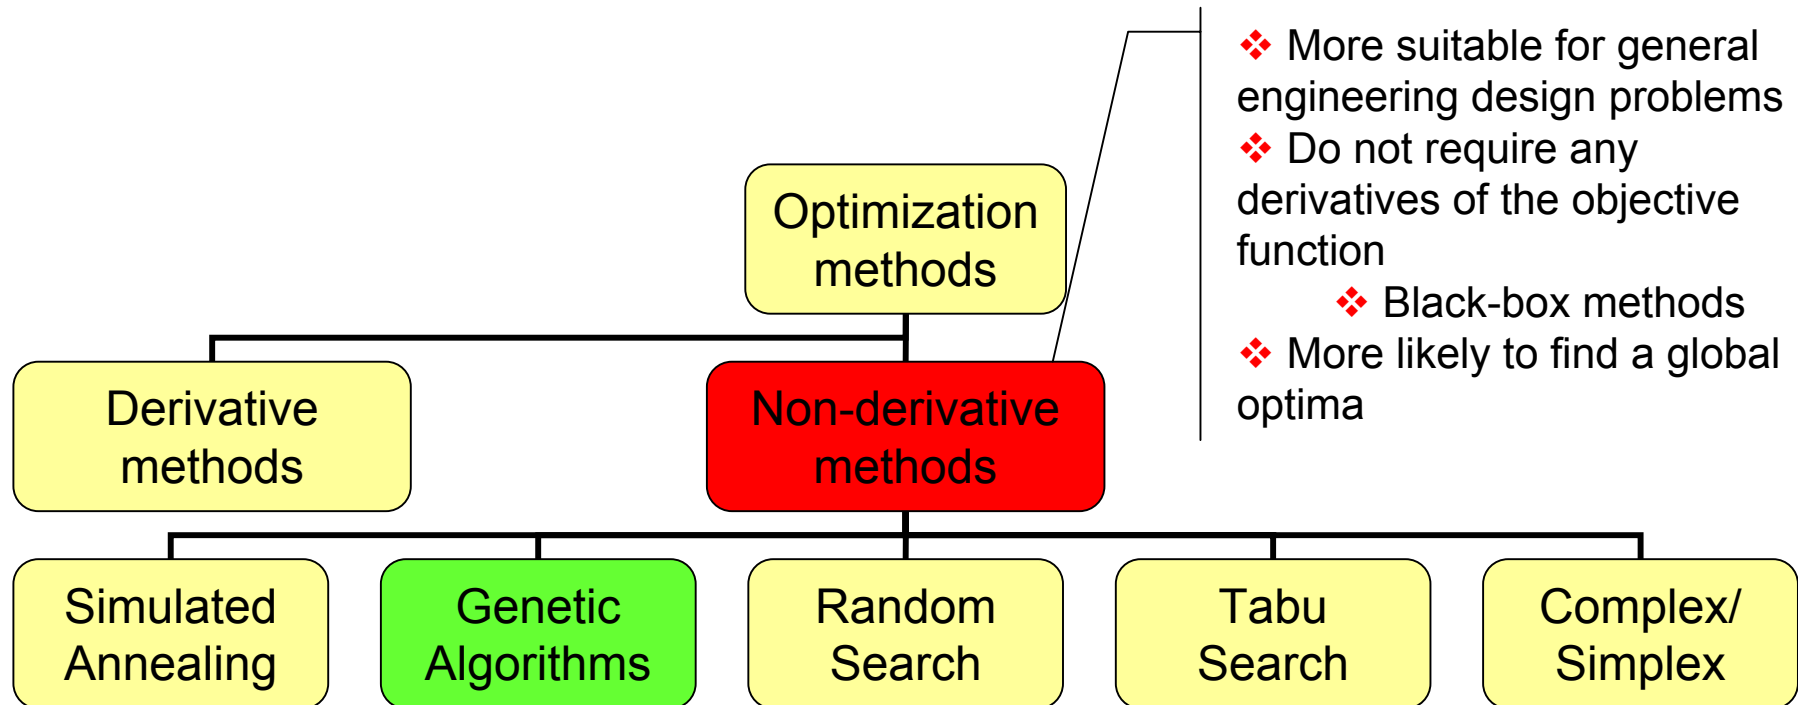 ❖ More suitable for general
engineering design problems
❖ Do not require any
derivatives of the objective
function
❖ Black-box methods
❖ More likely to find a global
optima
Optimization
methods
Derivative
methods
Non-derivative
methods
Simulated
Annealing
Genetic
Algorithms
Random
Search
Tabu
Search
Complex/
Simplex